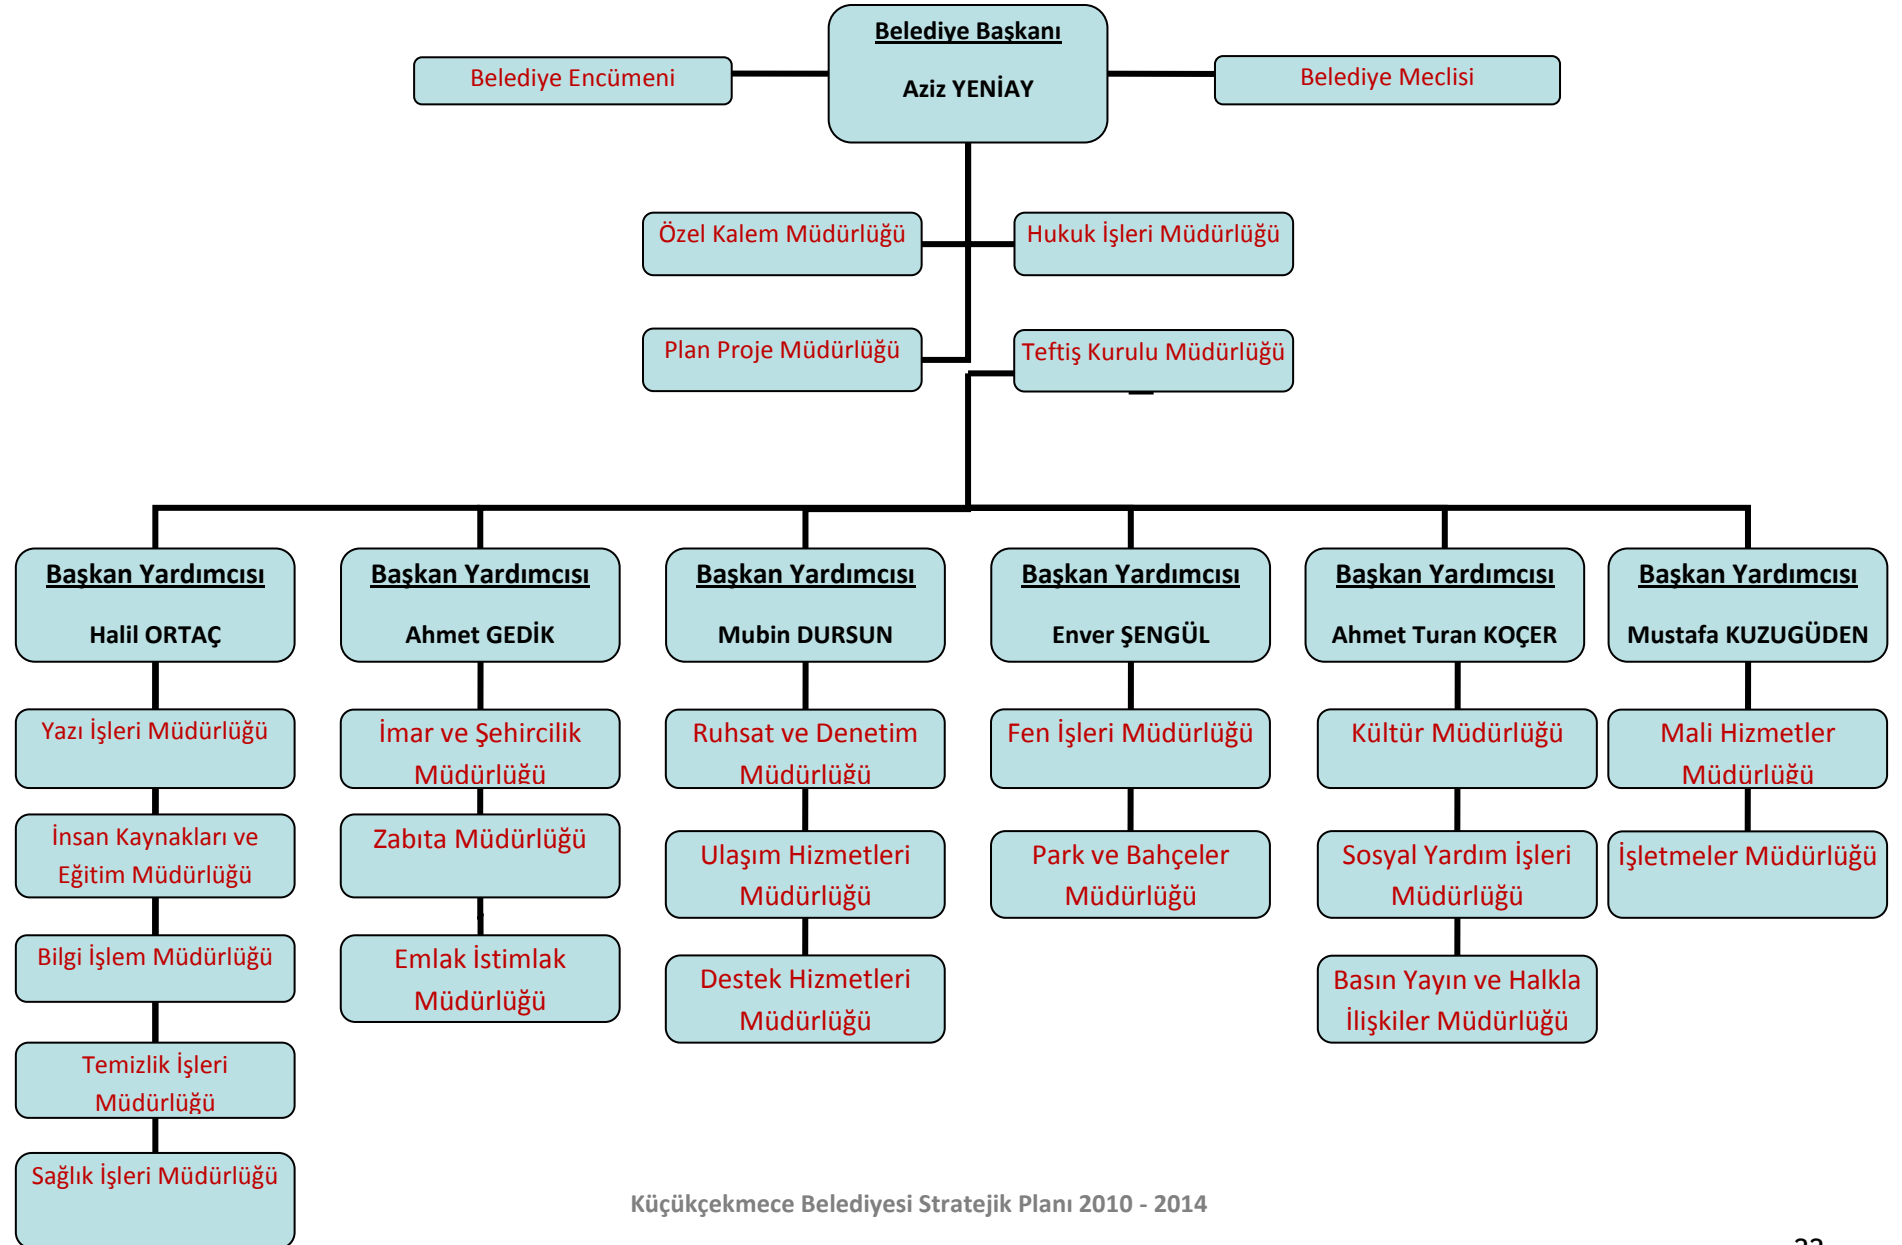 Belediye Başkanı
Aziz YENİAY
Belediye Encümeni
Belediye Meclisi
Özel Kalem Müdürlüğü
Hukuk İşleri Müdürlüğü
Plan Proje Müdürlüğü
Teftiş Kurulu Müdürlüğü
Başkan Yardımcısı
Halil ORTAÇ
Yazı İşleri Müdürlüğü
İnsan Kaynakları ve
Eğitim Müdürlüğü
Bilgi İşlem Müdürlüğü
Temizlik İşleri
Müdürlüğü
Sağlık İşleri Müdürlüğü
Başkan Yardımcısı
Ahmet GEDİK
İmar ve Şehircilik
Müdürlüğü
Zabıta Müdürlüğü
Emlak İstimlak
Müdürlüğü
Başkan Yardımcısı
Mubin DURSUN
Ruhsat ve Denetim
Müdürlüğü
Ulaşım Hizmetleri
Müdürlüğü
Destek Hizmetleri
Müdürlüğü
Başkan Yardımcısı
Enver ŞENGÜL
Fen İşleri Müdürlüğü
Park ve Bahçeler
Müdürlüğü
Başkan Yardımcısı
Ahmet Turan KOÇER
Kültür Müdürlüğü
Sosyal Yardım İşleri
Müdürlüğü
Basın Yayın ve Halkla
İlişkiler Müdürlüğü
Başkan Yardımcısı
Mustafa KUZUGÜDEN
Mali Hizmetler
Müdürlüğü
İşletmeler Müdürlüğü
Küçükçekmece Belediyesi Stratejik Planı 2010 - 2014